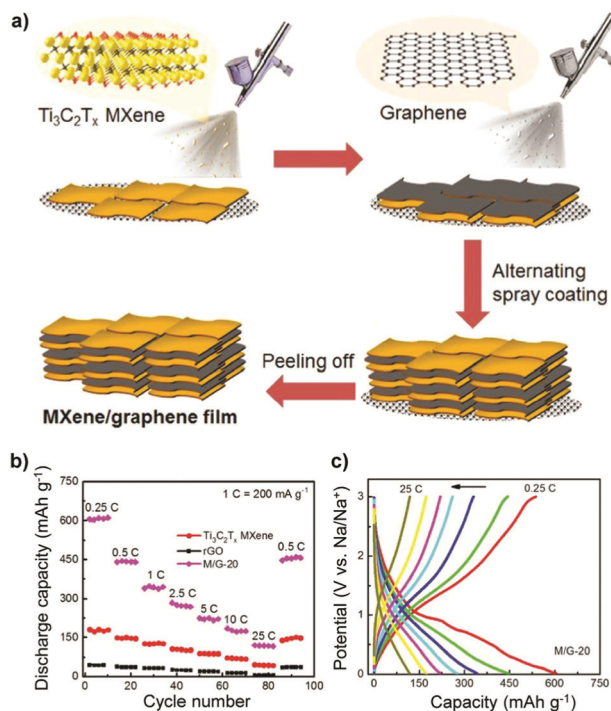 a)
Ti₃C₂Tₓ MXene
Graphene
Alternating
spray coating
Peeling off
MXene/graphene film
b)
Discharge capacity (mAh g⁻¹)
750
600
450
300
150
0
0.25 C
0.5 C
1 C
2.5 C
5 C
10 C
25 C
0.5 C
1 C = 200 mA g⁻¹
Ti₃C₂Tₓ MXene
rGO
M/G-20
0 20 40 60 80 100
Cycle number
c)
Potential (V vs. Na/Na⁺)
3
2
1
0
25 C
0.25 C
M/G-20
0 150 300 450 600 750
Capacity (mAh g⁻¹)